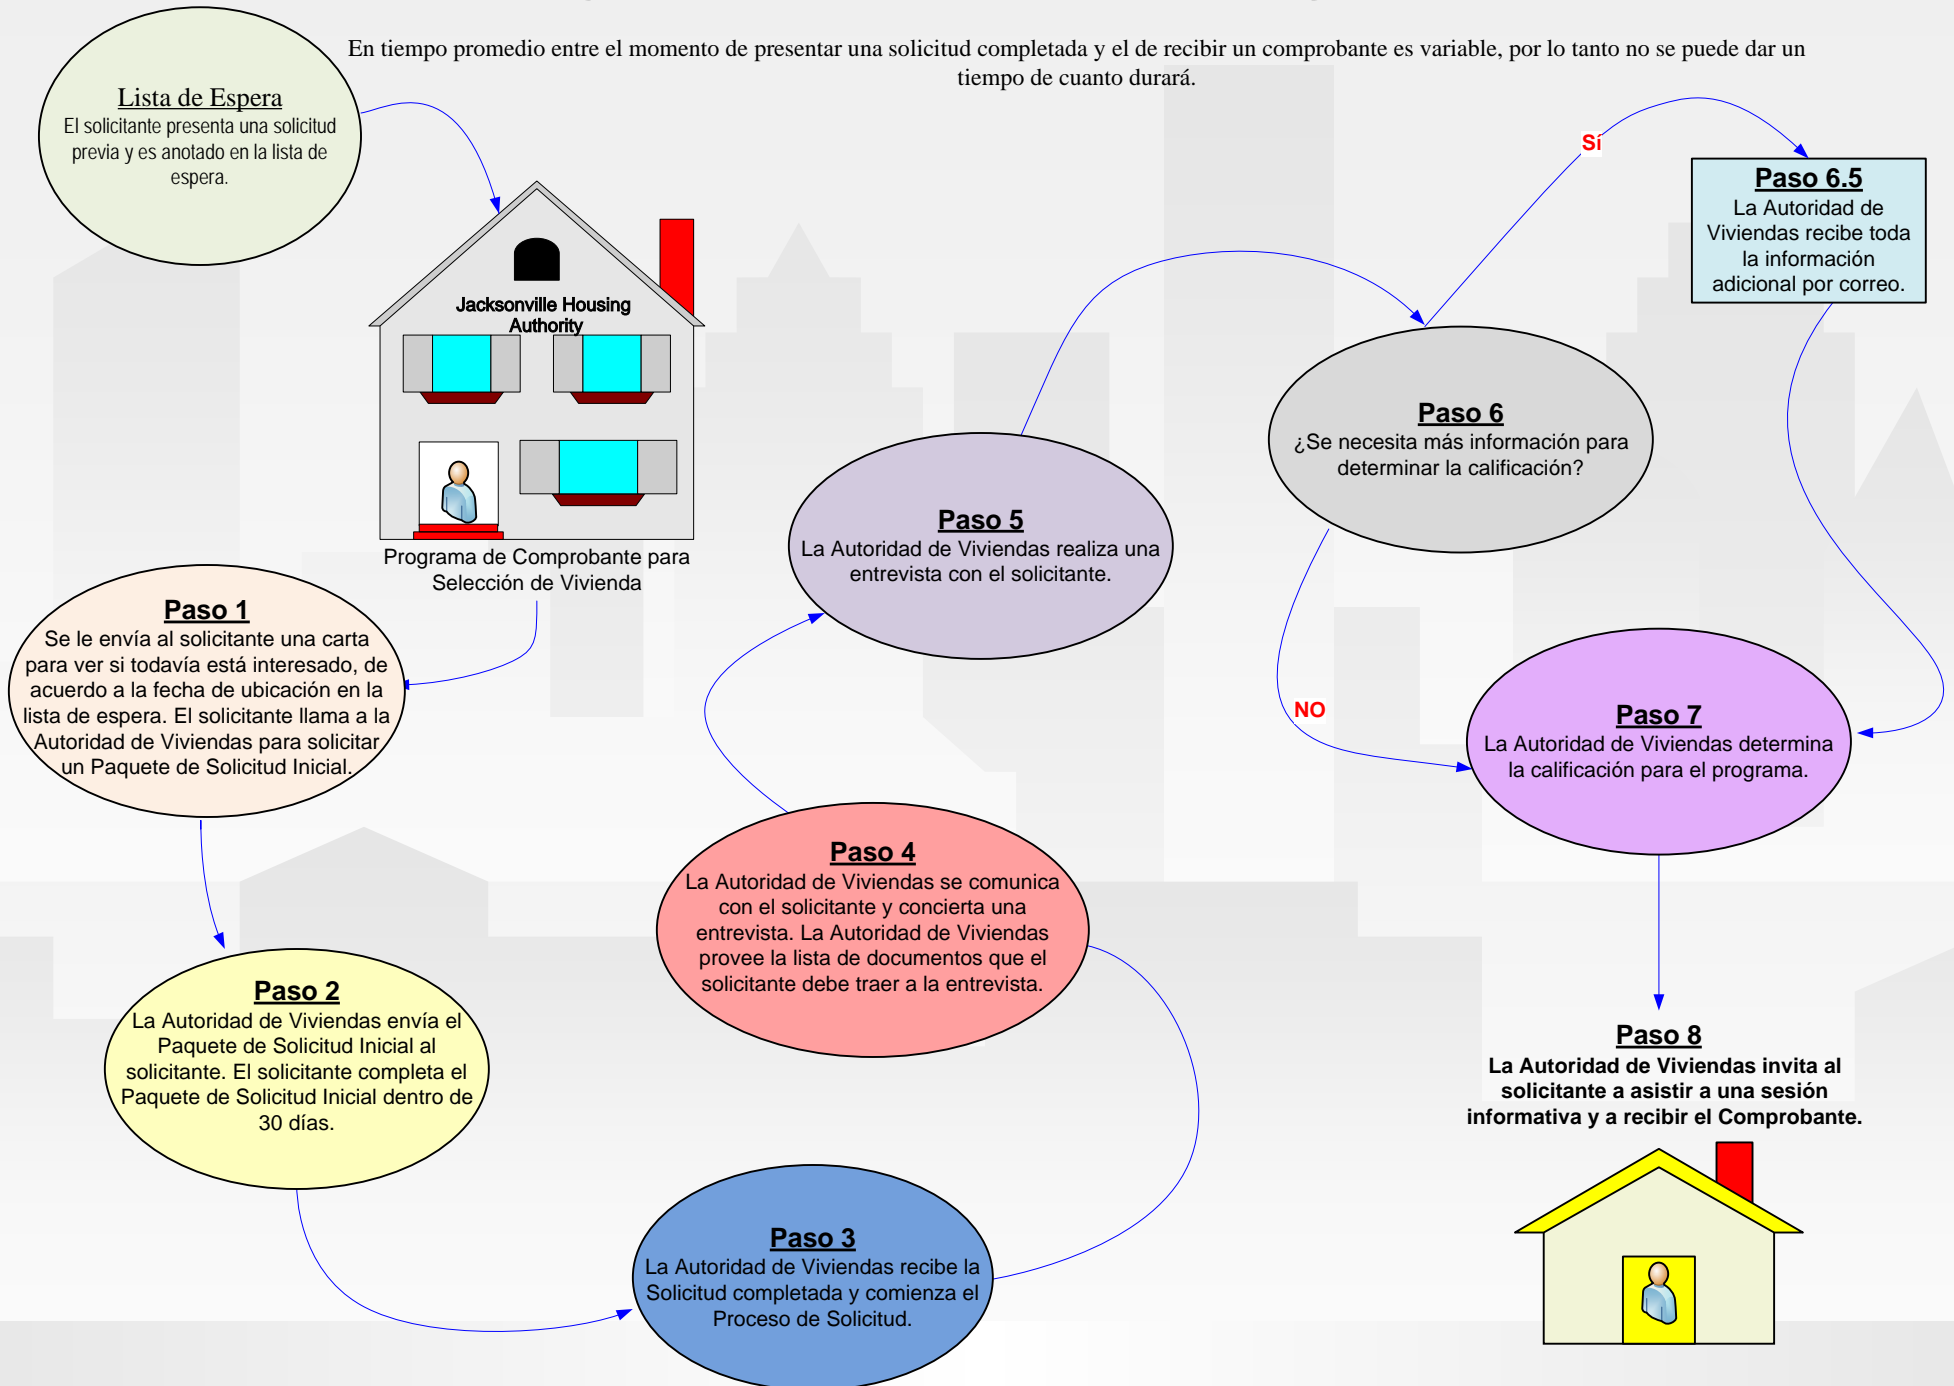 En tiempo promedio entre el momento de presentar una solicitud completada y el de recibir un comprobante es variable, por lo tanto no se puede dar un
tiempo de cuanto durará.
Lista de Espera
El solicitante presenta una solicitud
previa y es anotado en la lista de
espera.
Jacksonville Housing
Authority
Programa de Comprobante para
Selección de Vivienda
Paso 1
Se le envía al solicitante una carta
para ver si todavía está interesado, de
acuerdo a la fecha de ubicación en la
lista de espera. El solicitante llama a la
Autoridad de Viviendas para solicitar
un Paquete de Solicitud Inicial.
Paso 2
La Autoridad de Viviendas envía el
Paquete de Solicitud Inicial al
solicitante. El solicitante completa el
Paquete de Solicitud Inicial dentro de
30 días.
Paso 3
La Autoridad de Viviendas recibe la
Solicitud completada y comienza el
Proceso de Solicitud.
Paso 4
La Autoridad de Viviendas se comunica
con el solicitante y concierta una
entrevista. La Autoridad de Viviendas
provee la lista de documentos que el
solicitante debe traer a la entrevista.
Paso 5
La Autoridad de Viviendas realiza una
entrevista con el solicitante.
Paso 6
¿Se necesita más información para
determinar la calificación?
Sí
Paso 6.5
La Autoridad de
Viviendas recibe toda
la información
adicional por correo.
NO
Paso 7
La Autoridad de Viviendas determina
la calificación para el programa.
Paso 8
La Autoridad de Viviendas invita al
solicitante a asistir a una sesión
informativa y a recibir el Comprobante.